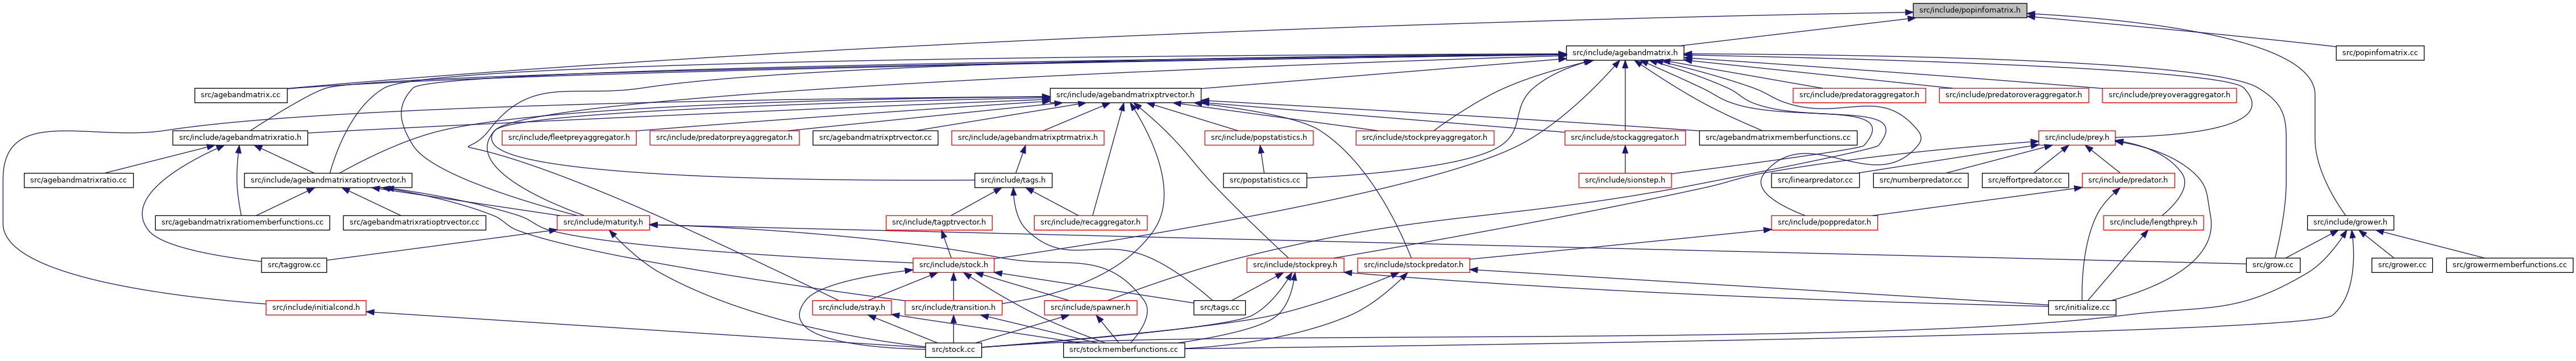 src/include/popinfomatrix.h
src/include/agebandmatrix.h
src/popinfomatrix.cc
src/agebandmatrix.cc
src/include/agebandmatrixptrvector.h
src/include/predatoraggregator.h
src/include/predatoroveraggregator.h
src/include/preyoveraggregator.h
src/include/agebandmatrixratio.h
src/include/fleetpreyaggregator.h
src/include/predatorpreyaggregator.h
src/agebandmatrixptrvector.cc
src/include/agebandmatrixptrmatrix.h
src/include/popstatistics.h
src/include/stockpreyaggregator.h
src/include/stockaggregator.h
src/agebandmatrixmemberfunctions.cc
src/include/prey.h
src/agebandmatrixratio.cc
src/include/agebandmatrixratioptrvector.h
src/include/tags.h
src/popstatistics.cc
src/include/sionstep.h
src/linearpredator.cc
src/numberpredator.cc
src/effortpredator.cc
src/include/predator.h
src/agebandmatrixratiomemberfunctions.cc
src/agebandmatrixratioptrvector.cc
src/include/maturity.h
src/include/tagptrvector.h
src/include/recaggregator.h
src/include/poppredator.h
src/include/lengthprey.h
src/include/grower.h
src/taggrow.cc
src/include/stock.h
src/include/stockprey.h
src/include/stockpredator.h
src/grow.cc
src/grower.cc
src/growermemberfunctions.cc
src/include/initialcond.h
src/include/stray.h
src/include/transition.h
src/include/spawner.h
src/tags.cc
src/initialize.cc
src/stock.cc
src/stockmemberfunctions.cc